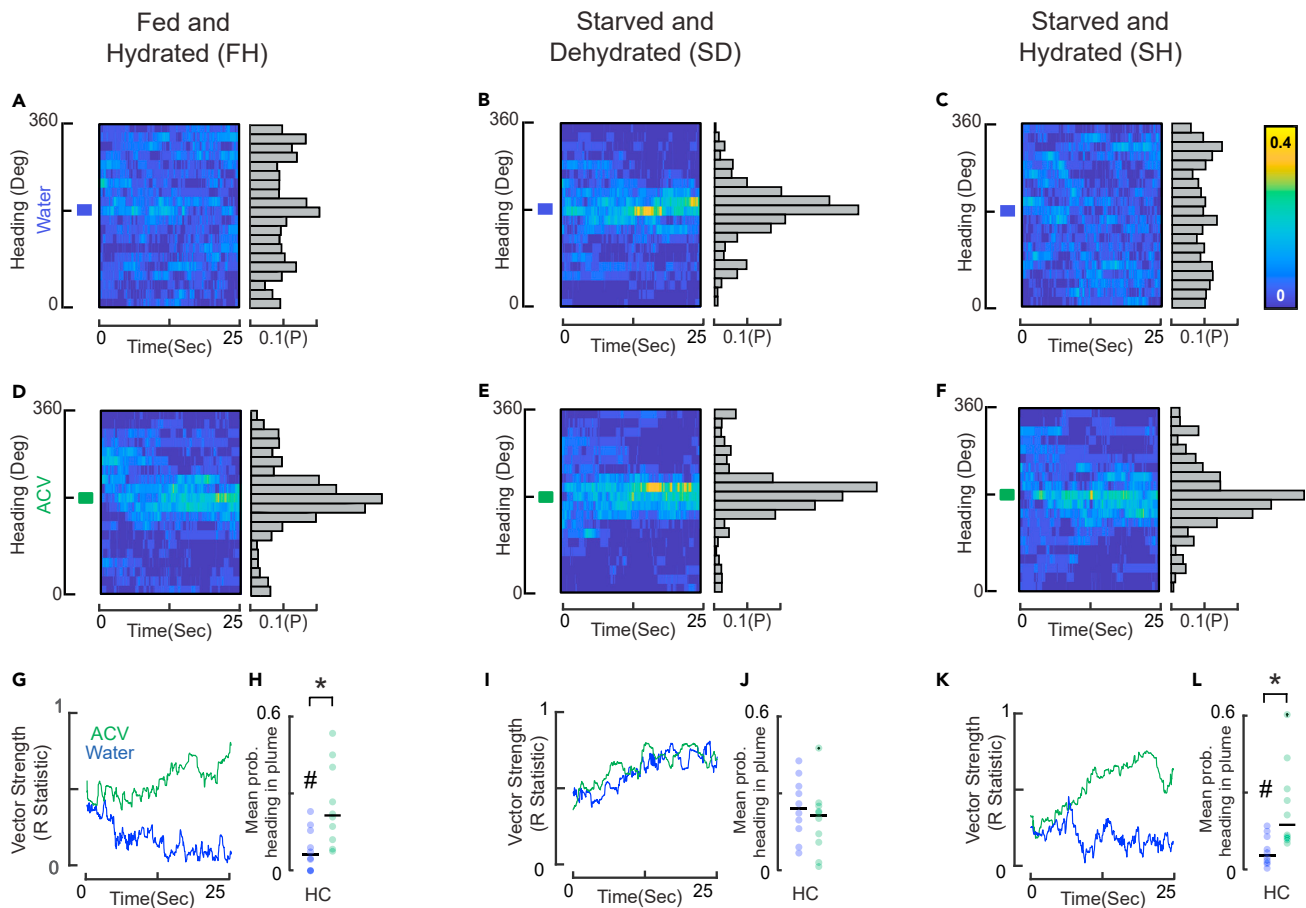 Fed and
Hydrated (FH)
Starved and
Dehydrated (SD)
Starved and
Hydrated (SH)
A
360
Heading (Deg)
Water
0
0
25
Time(Sec)
0.1(P)
B
360
Heading (Deg)
0
0
25
Time(Sec)
0.1(P)
C
360
Heading (Deg)
0
0
25
Time(Sec)
0.1(P)
0.4
0
D
360
Heading (Deg)
ACV
0
0
25
Time(Sec)
0.1(P)
E
360
Heading (Deg)
0
0
25
Time(Sec)
0.1(P)
F
360
Heading (Deg)
0
0
25
Time(Sec)
0.1(P)
G
1
Vector Strength
(R Statistic)
ACV
Water
0
0
25
Time(Sec)
H
*
0.6
Mean prob.
heading in plume
#
0
HC
I
1
Vector Strength
(R Statistic)
0
0
25
Time(Sec)
J
0.6
Mean prob.
heading in plume
0
HC
K
1
Vector Strength
(R Statistic)
0
0
25
Time(Sec)
L
*
0.6
Mean prob.
heading in plume
#
0
HC